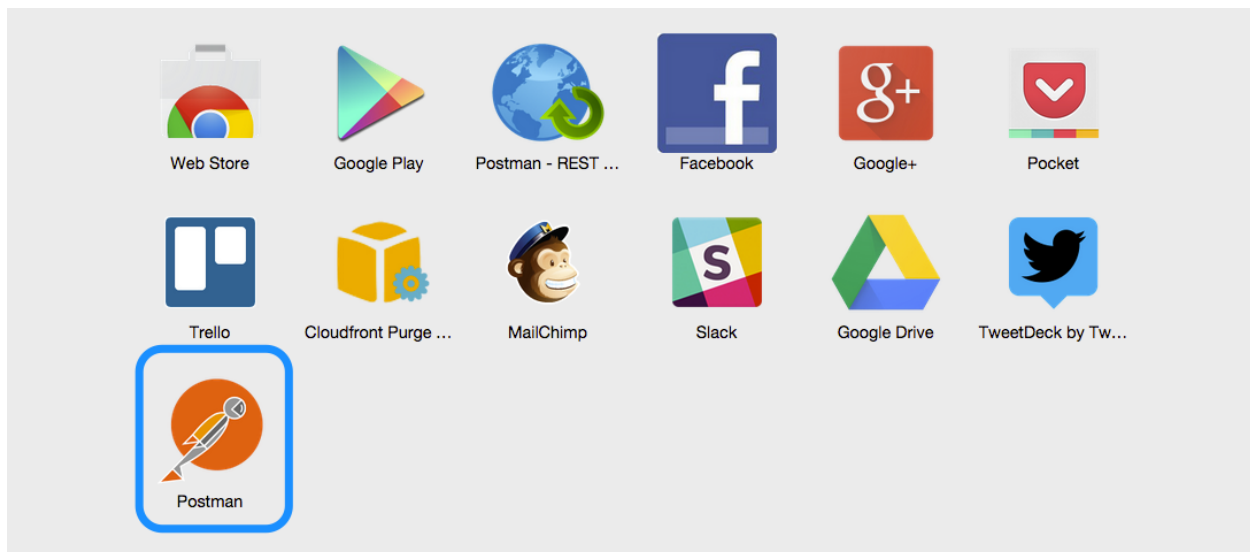 Web Store
Google Play
Postman - REST ...
Facebook
Google+
Pocket
Trello
Cloudfront Purge ...
MailChimp
Slack
Google Drive
TweetDeck by Tw...
Postman